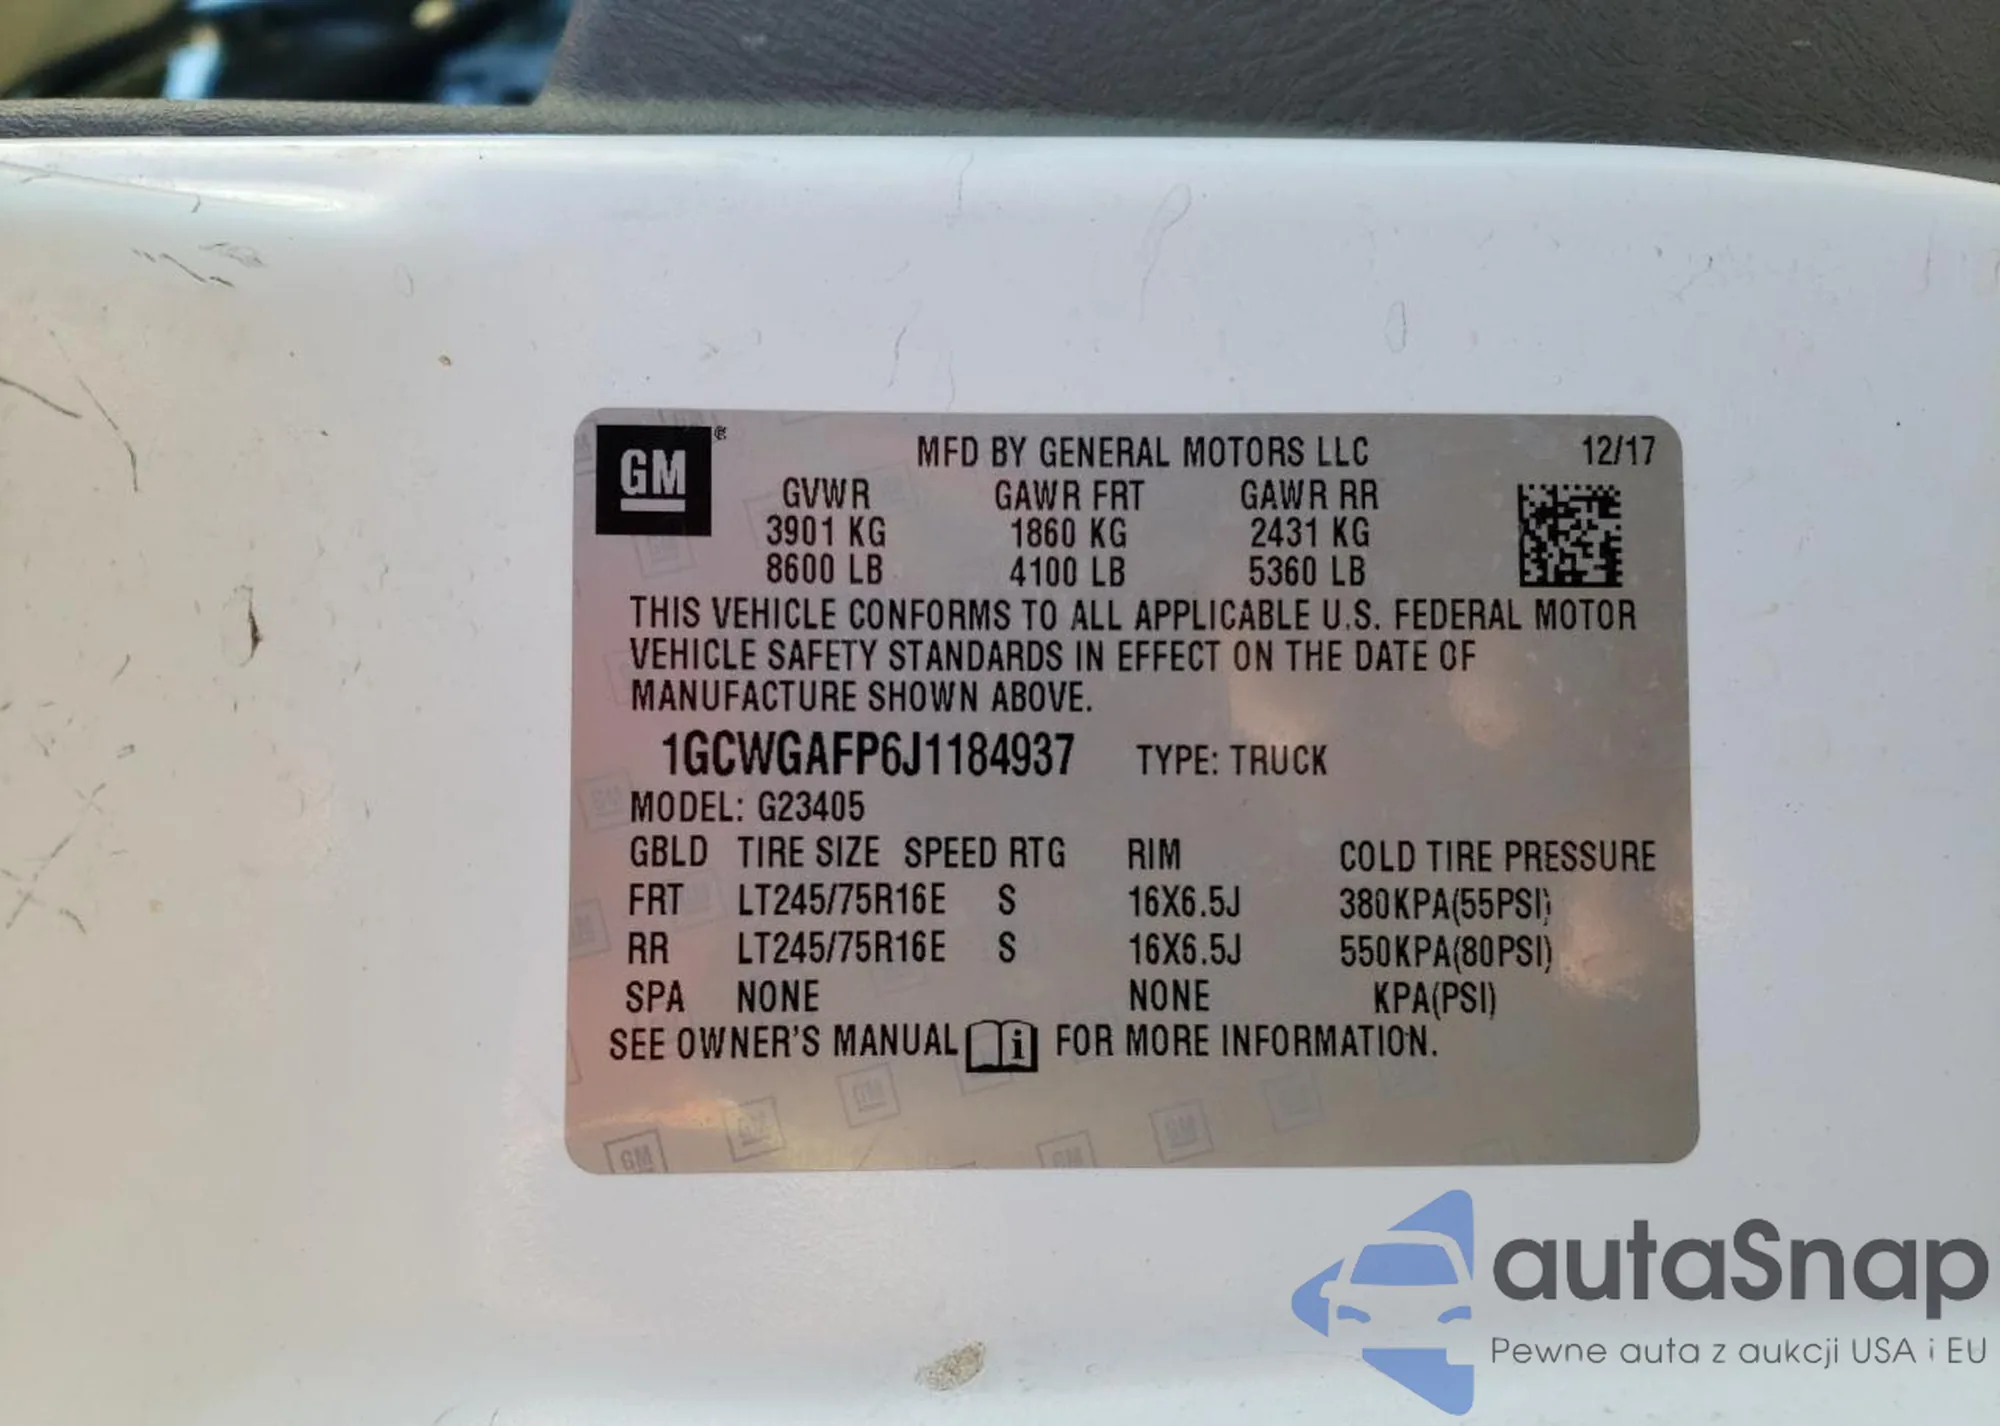 GM ®
MFD BY GENERAL MOTORS LLC 12/17
GVWR GAWR FRT GAWR RR
3901 KG 1860 KG 2431 KG
8600 LB 4100 LB 5360 LB
THIS VEHICLE CONFORMS TO ALL APPLICABLE U.S. FEDERAL MOTOR
VEHICLE SAFETY STANDARDS IN EFFECT ON THE DATE OF
MANUFACTURE SHOWN ABOVE.
1GCWGAFP6J1184937 TYPE: TRUCK
MODEL: G23405
GBLD TIRE SIZE SPEED RTG RIM COLD TIRE PRESSURE
FRT LT245/75R16E S 16X6.5J 380KPA(55PSI)
RR LT245/75R16E S 16X6.5J 550KPA(80PSI)
SPA NONE NONE KPA(PSI)
SEE OWNER'S MANUAL i FOR MORE INFORMATION.
GM
GM
GM
GM
autaSnap
Pewne auta z aukcji USA i EU